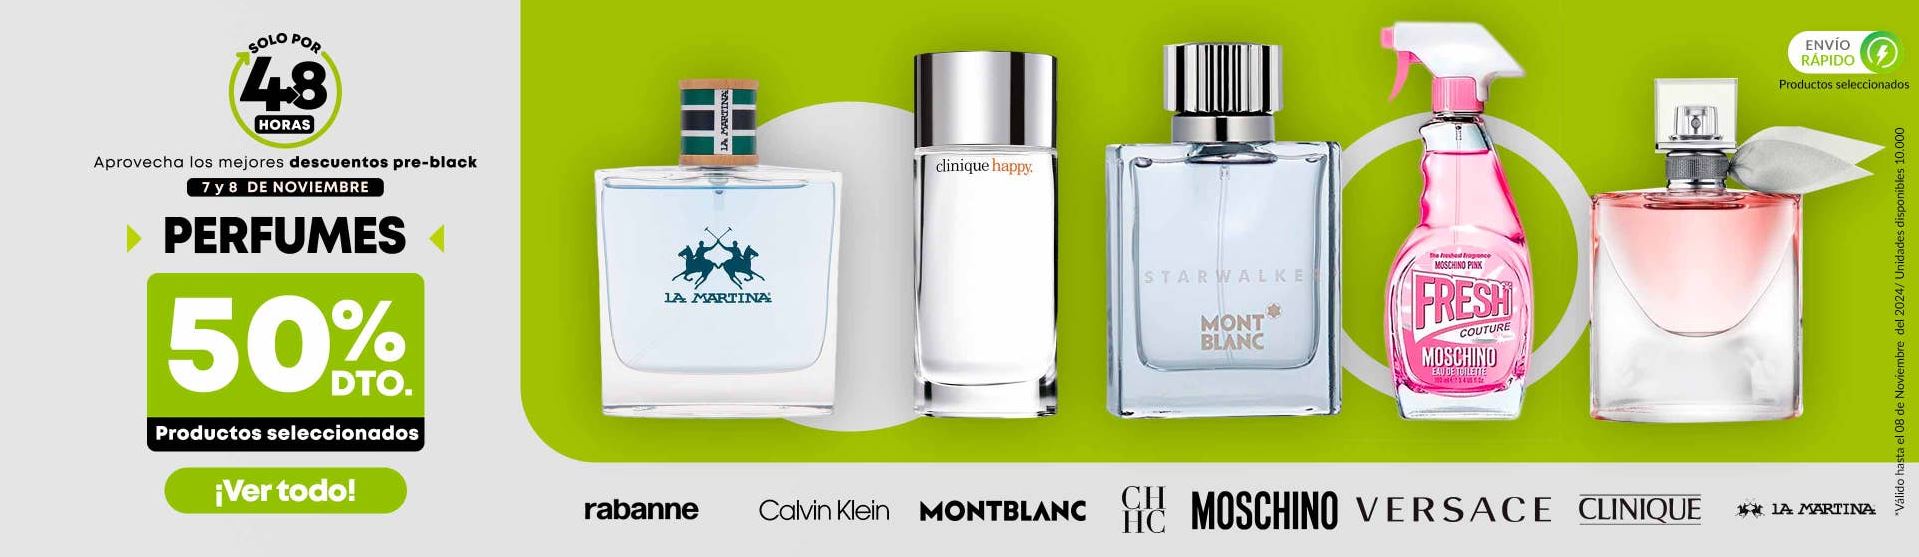 SOLO POR
48
HORAS
Aprovecha los mejores descuentos pre-black
7 y 8 DE NOVIEMBRE
PERFUMES
50%
DTO.
Productos seleccionados
¡Ver todo!
LA MARTINA
LA MARTINA
clinique happy.
STARWALKER
MONT
BLANC
The Freshest Fragrance
MOSCHINO PINK
FRESH
COUTURE
MOSCHINO
EAU DE TOILETTE
ENVÍO
RÁPIDO
Productos seleccionados
*Válido hasta el 08 de Noviembre del 2024/ Unidades disponibles 10.000
rabanne
Calvin Klein
MONTBLANC
CH
HC
MOSCHINO
VERSACE
CLINIQUE
LA MARTINA